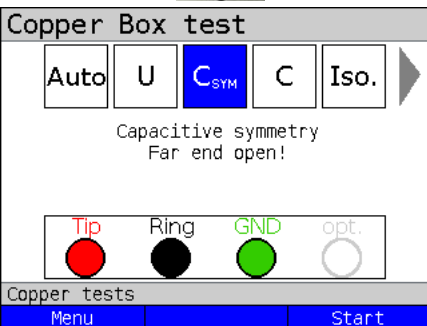 Copper Box test
Auto U CSYM C Iso.
Capacitive symmetry
Far end open!
Tip Ring GND opt.
Copper tests
Menu Start